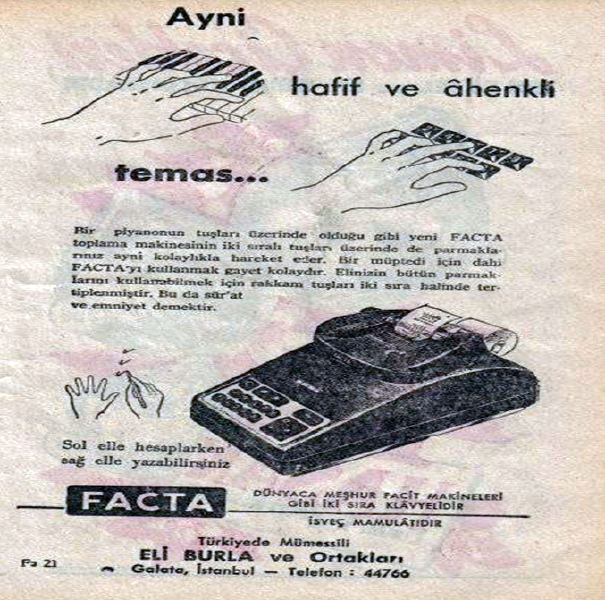 Ayni
hafif ve âhenkli
temas...
Bir piyanonun tuşları üzerinde olduğu gibi yeni FACTA
toplama makinesinin iki sıralı tuşları üzerinde de parmakla-
rınız ayni kolaylıkla hareket eder. Bir müptedi için dahi
FACTA'yı kullanmak gayet kolaydır. Elinizin bütün parmak-
larını kullanabilmek için rakkam tuşları iki sıra halinde ter-
tiplenmiştir. Bu da sür'at
ve emniyet demektir.
Sol elle hesaplarken
sağ elle yazabilirsiniz
FACTA
DÜNYACA MEŞHUR FACİT MAKİNELERİ
GİBİ İKİ SIRA KLÂVYELİDİR
İSVEÇ MAMULÂTIDIR
Türkiyede Mümessili
ELİ BURLA ve Ortakları
Galata, İstanbul — Telefon : 44766
Pa 21